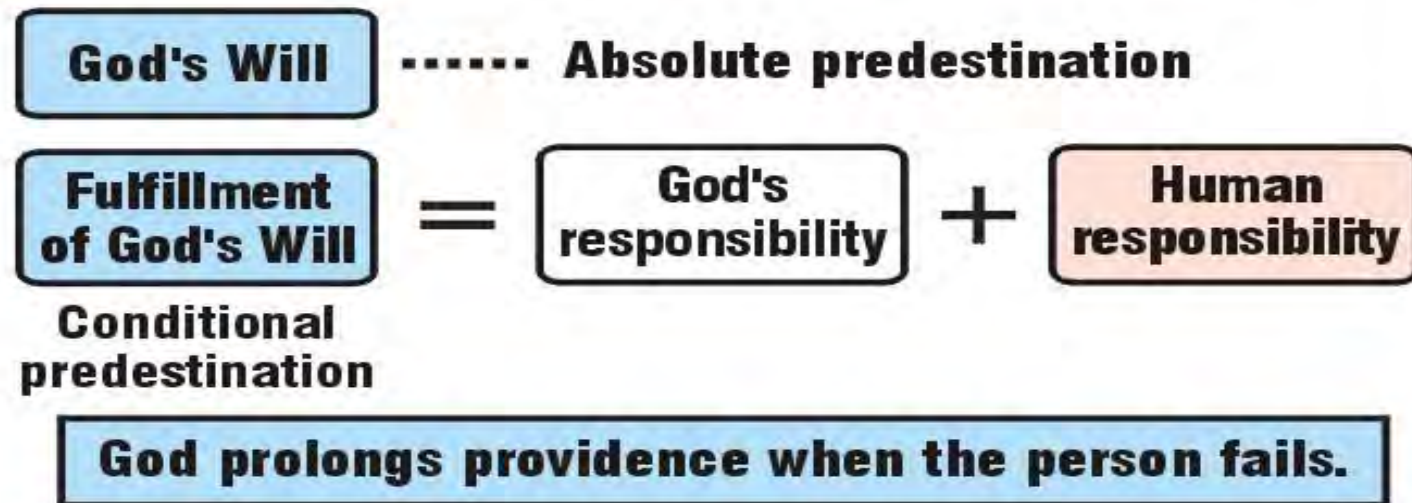 God's Will ------ Absolute predestination
Fulfillment
of God's Will
=
God's
responsibility
+
Human
responsibility
Conditional
predestination
God prolongs providence when the person fails.